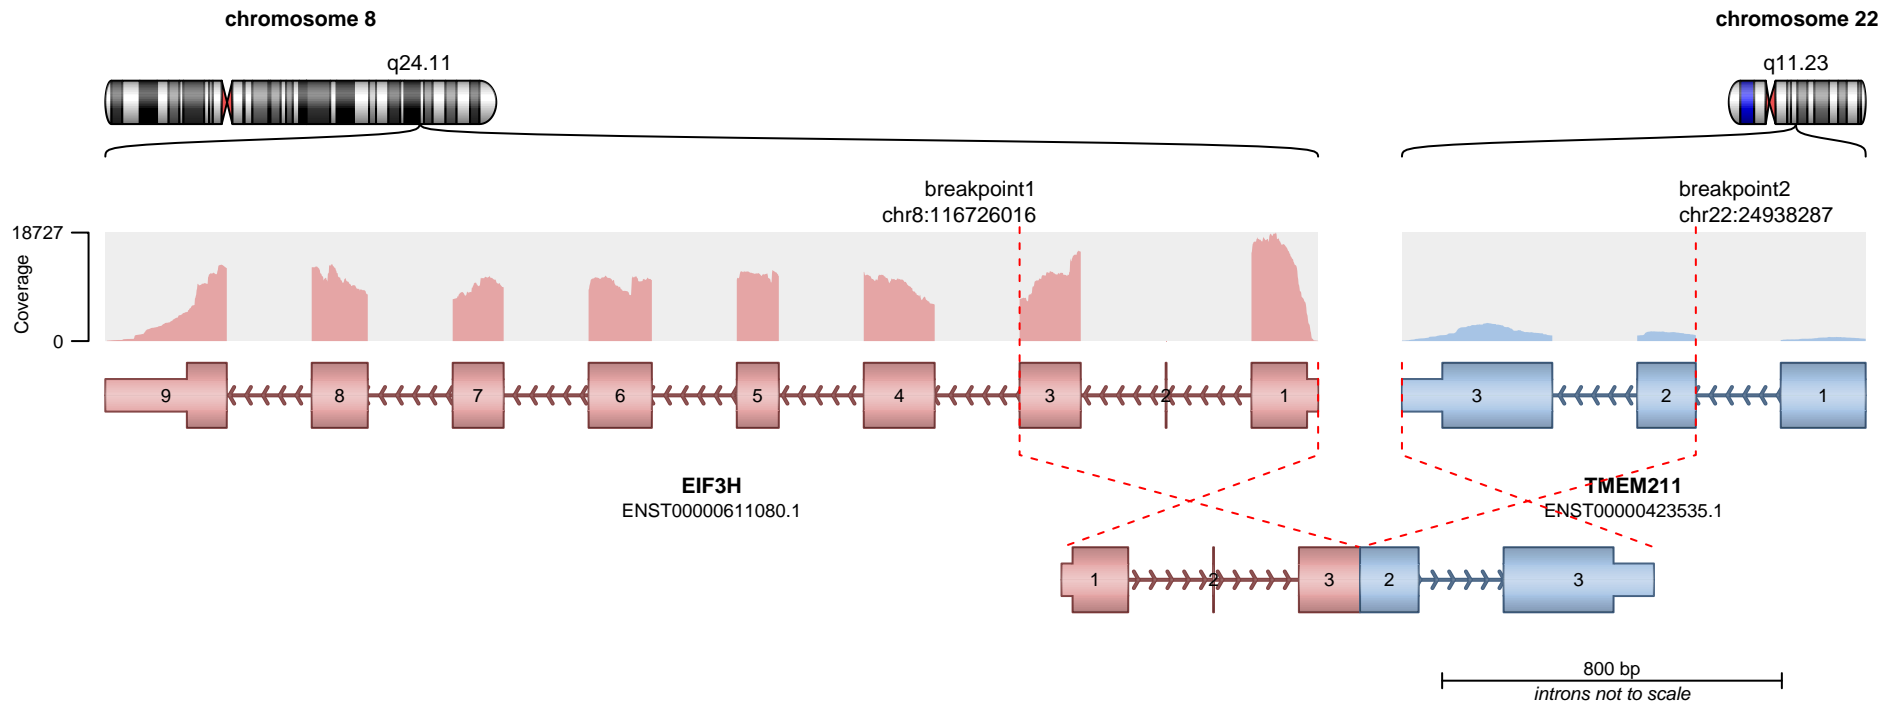 chromosome 8
chromosome 22
q24.11
q11.23
breakpoint1
chr8:116726016
breakpoint2
chr22:24938287
18727
Coverage
0
9 8 7 6 5 4 3 2 1
3 2 1
EIF3H
ENST00000611080.1
TMEM211
ENST00000423535.1
1 2 3 2 3
800 bp
introns not to scale